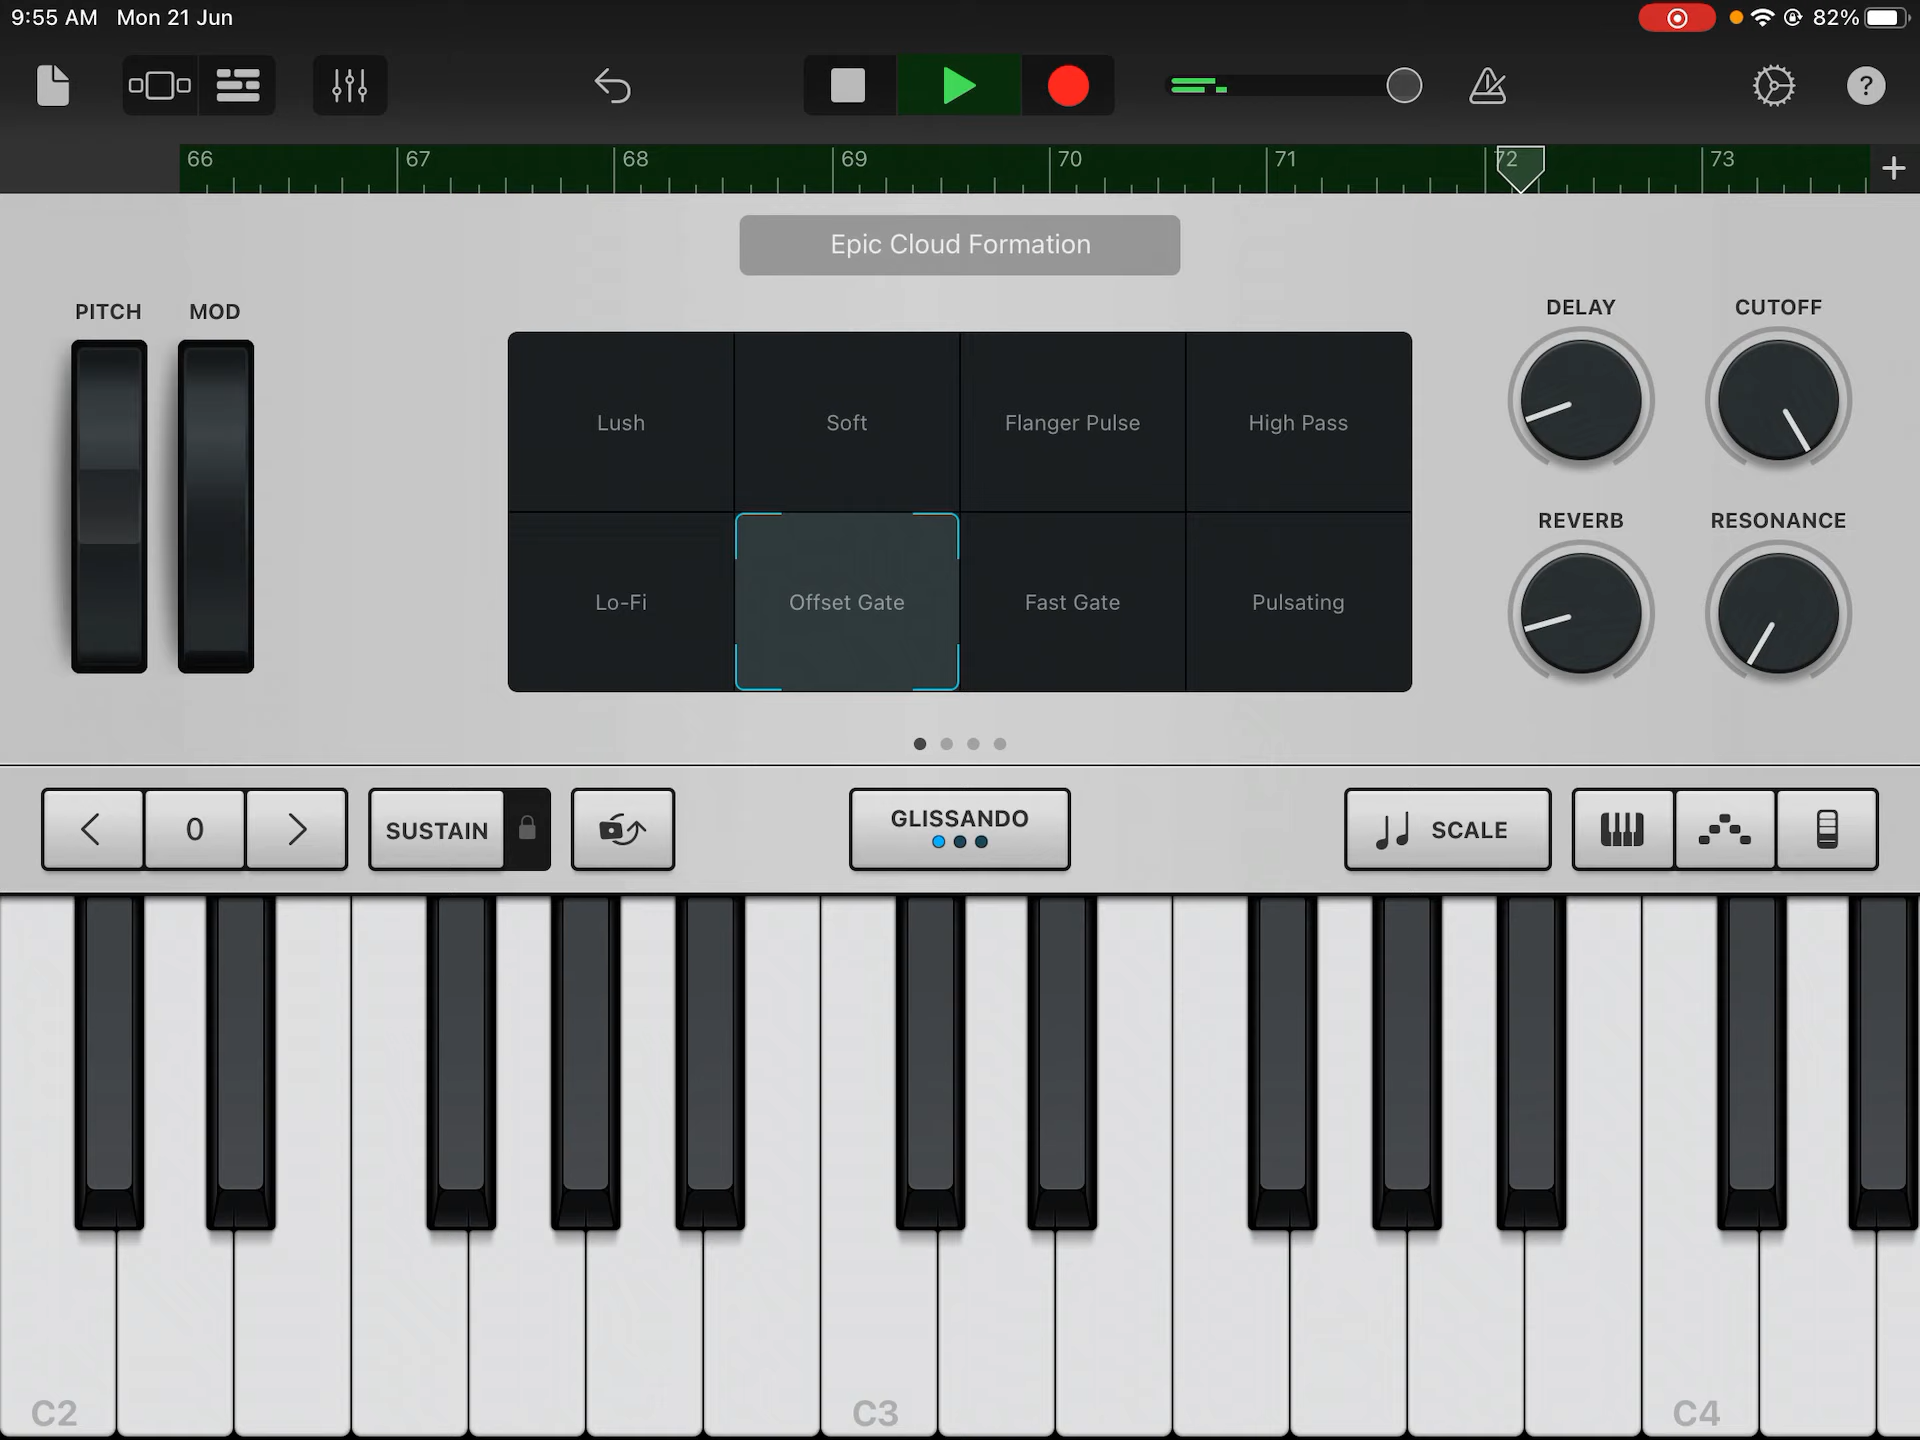 9:55 AM Mon 21 Jun
82%
?
66 67 68 69 70 71 72 73 +
Epic Cloud Formation
PITCH MOD
DELAY CUTOFF
Lush Soft Flanger Pulse High Pass
REVERB RESONANCE
Lo-Fi Offset Gate Fast Gate Pulsating
0 SUSTAIN GLISSANDO SCALE
C2 C3 C4